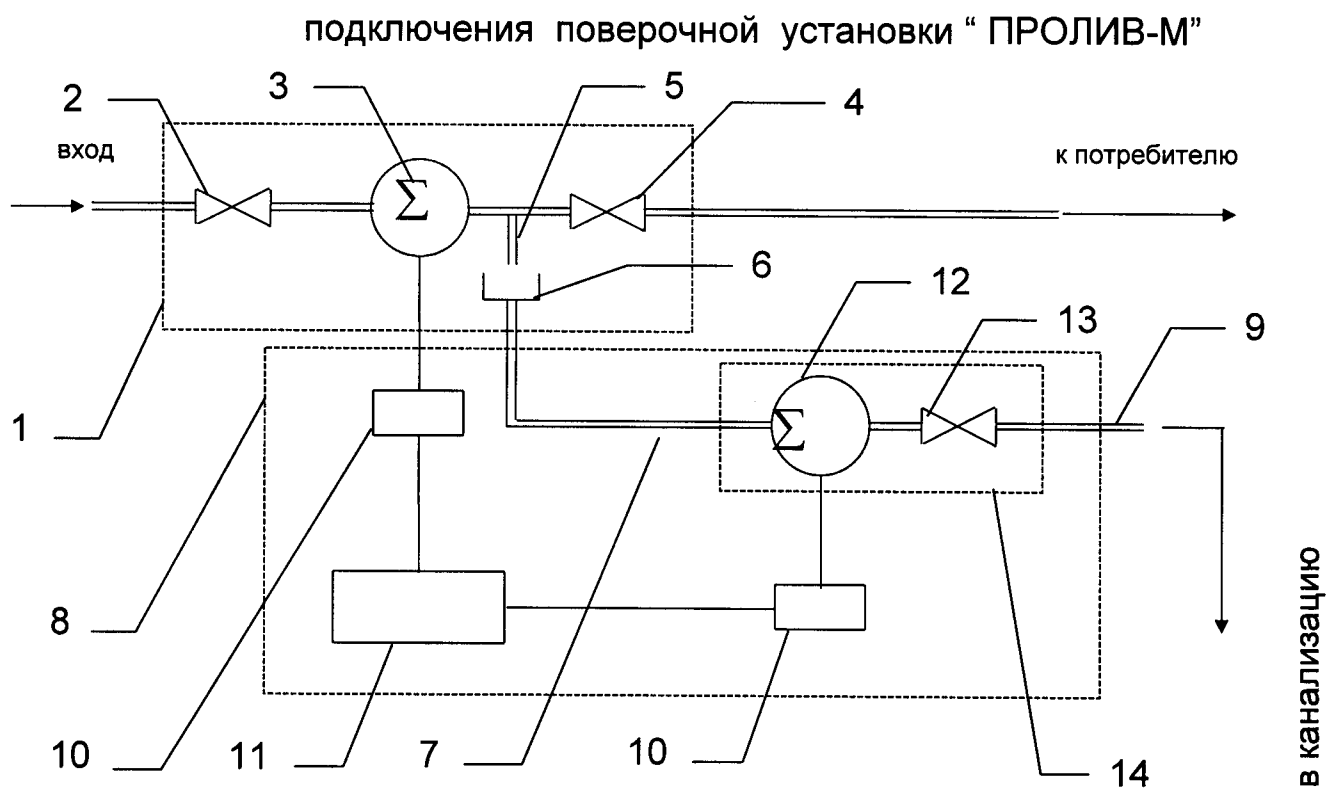 подключения поверочной установки “ ПРОЛИВ-М”
2
3
5
4
вход
к потребителю
Σ
6
12
13
9
1
Σ
8
в канализацию
10
11
7
10
14